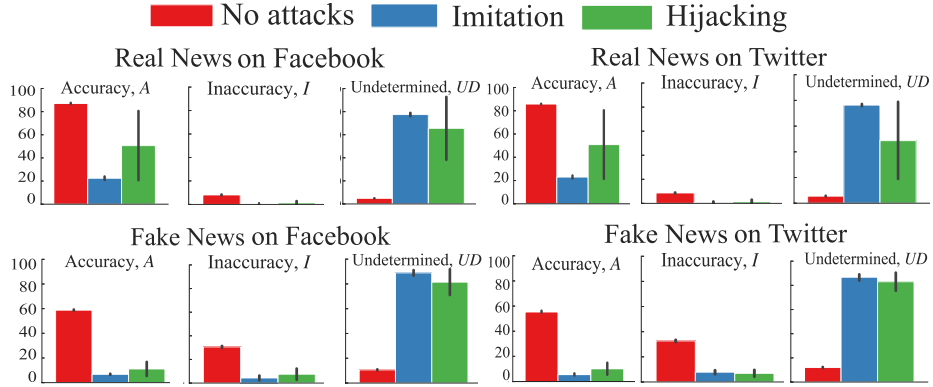 No attacks Imitation Hijacking
Real News on Facebook Real News on Twitter
Accuracy, A Inaccuracy, I Undetermined, UD Accuracy, A Inaccuracy, I Undetermined, UD
100 100
80 80
60 60
40 40
20 20
0 0
Fake News on Facebook Fake News on Twitter
Accuracy, A Inaccuracy, I Undetermined, UD Accuracy, A Inaccuracy, I Undetermined, UD
100 100
80 80
60 60
40 40
20 20
0 0